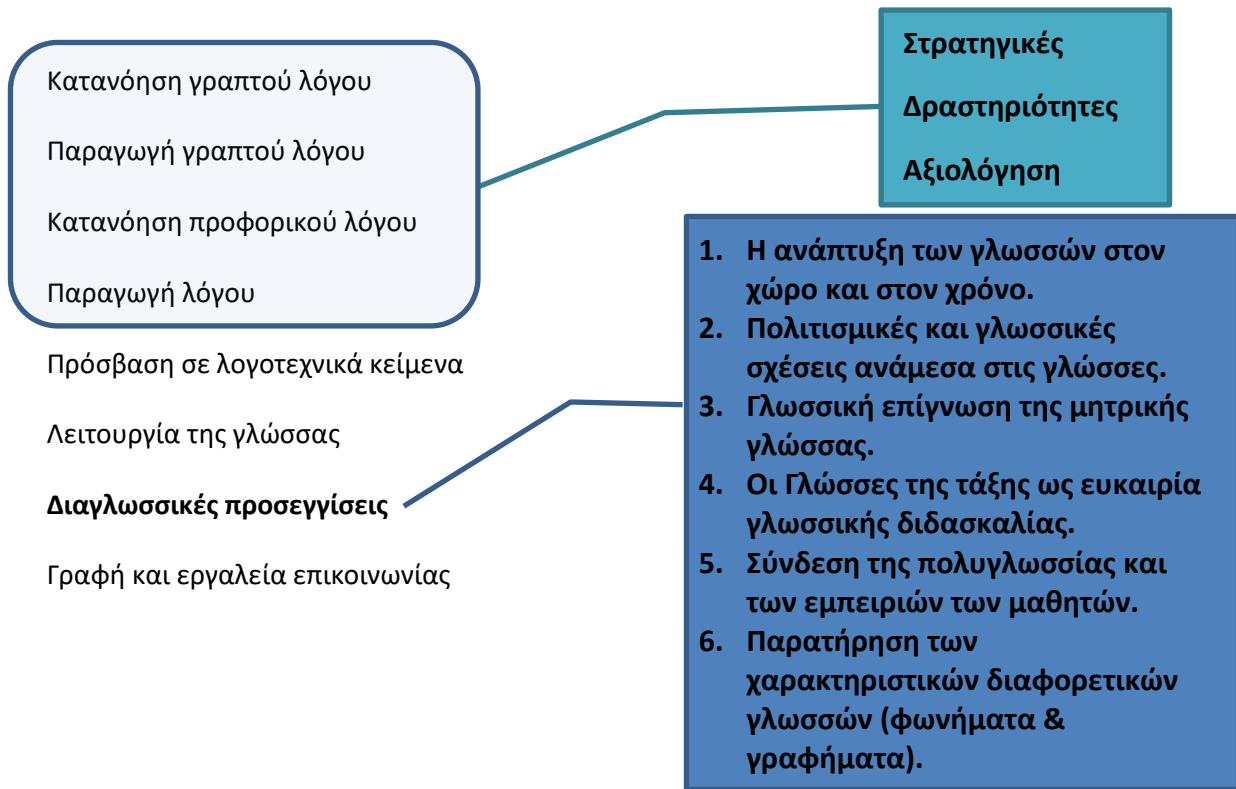 Κατανόηση γραπτού λόγου
Παραγωγή γραπτού λόγου
Κατανόηση προφορικού λόγου
Παραγωγή λόγου
Πρόσβαση σε λογοτεχνικά κείμενα
Λειτουργία της γλώσσας
Διαγλωσσικές προσεγγίσεις
Γραφή και εργαλεία επικοινωνίας
Στρατηγικές
Δραστηριότητες
Αξιολόγηση
1. Η ανάπτυξη των γλωσσών στον
χώρο και στον χρόνο.
2. Πολιτισμικές και γλωσσικές
σχέσεις ανάμεσα στις γλώσσες.
3. Γλωσσική επίγνωση της μητρικής
γλώσσας.
4. Οι Γλώσσες της τάξης ως ευκαιρία
γλωσσικής διδασκαλίας.
5. Σύνδεση της πολυγλωσσίας και
των εμπειριών των μαθητών.
6. Παρατήρηση των
χαρακτηριστικών διαφορετικών
γλωσσών (φωνήματα &
γραφήματα).